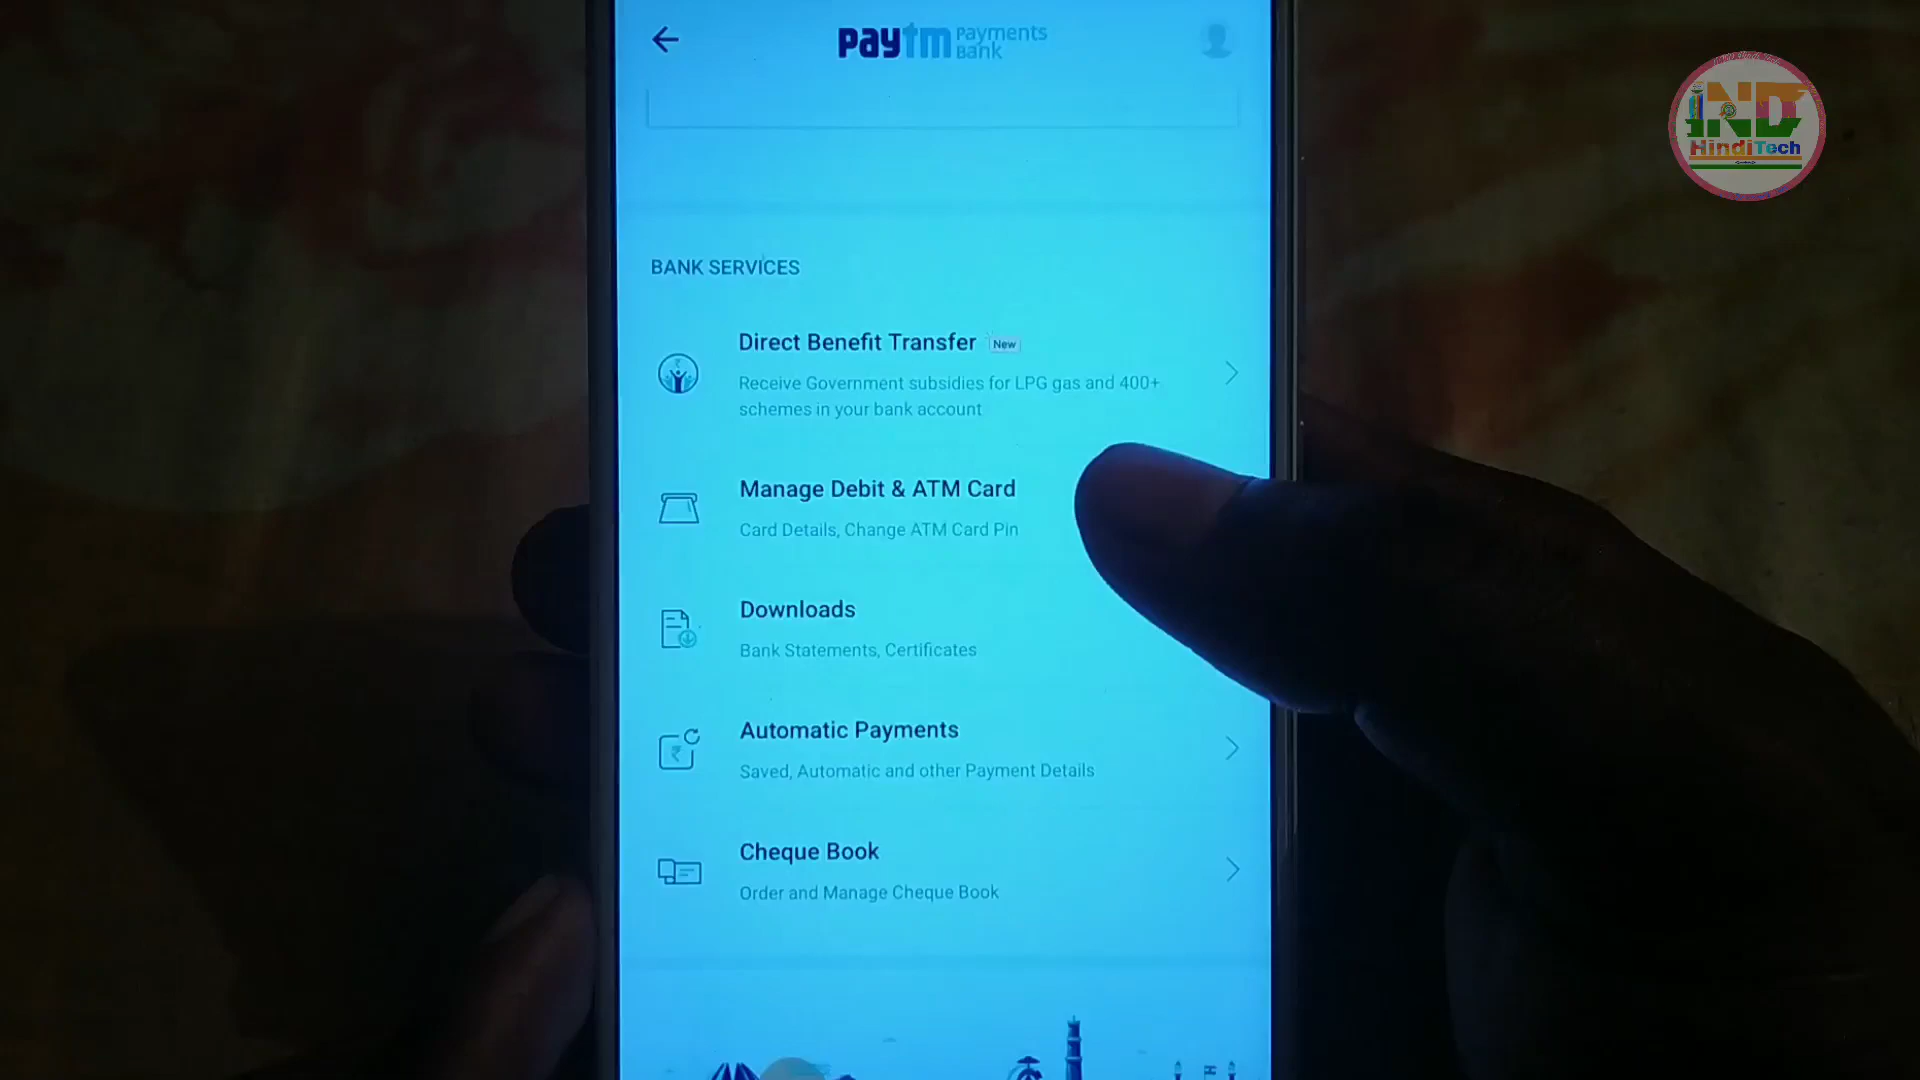 paytm Payments Bank
IND
HindiTech
BANK SERVICES
Direct Benefit Transfer New
Receive Government subsidies for LPG gas and 400+
schemes in your bank account
Manage Debit & ATM Card
Card Details, Change ATM Card Pin
Downloads
Bank Statements, Certificates
Automatic Payments
Saved, Automatic and other Payment Details
Cheque Book
Order and Manage Cheque Book